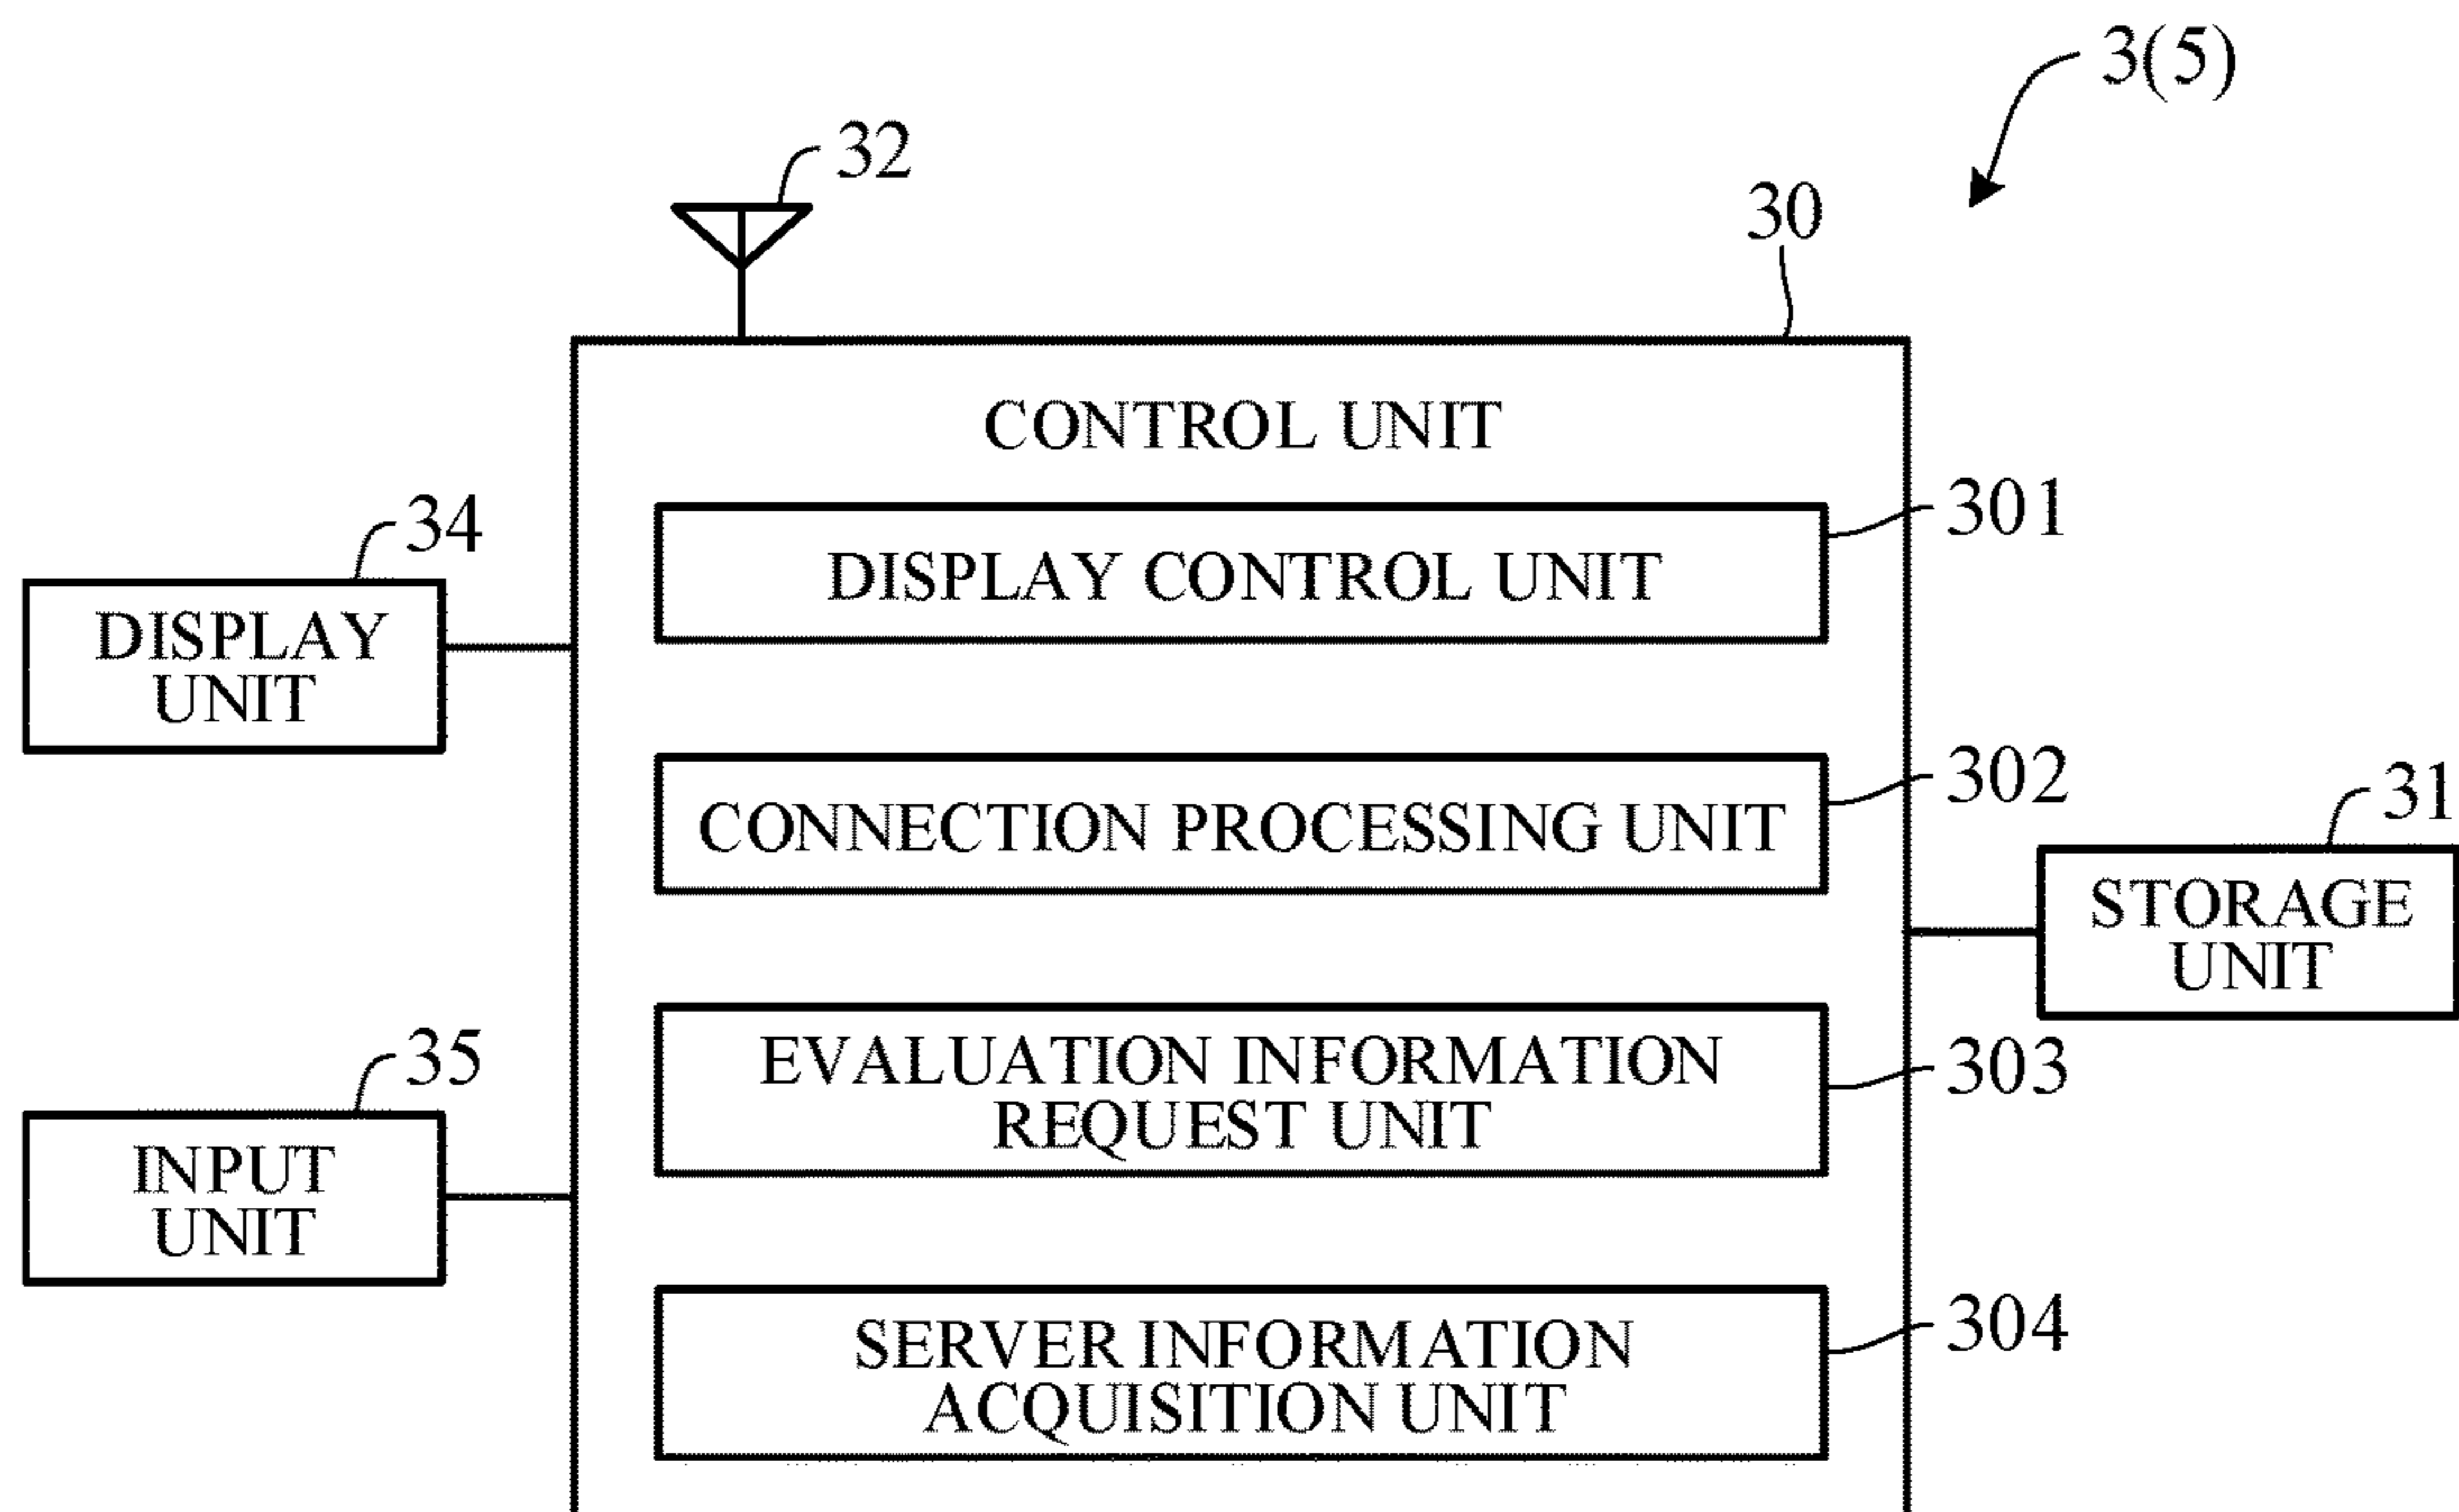 3(5)
32
30
CONTROL UNIT
301
DISPLAY CONTROL UNIT
34
DISPLAY
UNIT
302
CONNECTION PROCESSING UNIT
31
STORAGE
UNIT
303
EVALUATION INFORMATION
REQUEST UNIT
35
INPUT
UNIT
304
SERVER INFORMATION
ACQUISITION UNIT